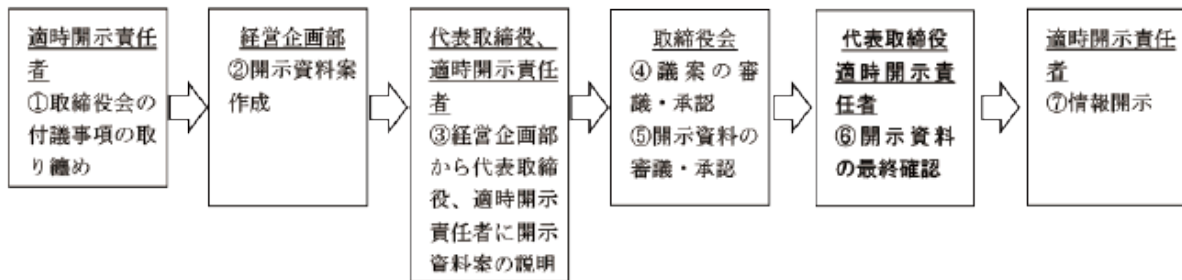 適時開示責任
者
①取締役会の
付議事項の取
り纏め
経営企画部
②開示資料案
作成
代表取締役、
適時開示責任
者
③経営企画部
から代表取締
役、適時開示
責任者に開示
資料案の説明
取締役会
④議案の審
議・承認
⑤開示資料の
審議・承認
代表取締役
適時開示責
任者
⑥開示資料
の最終確認
適時開示責任
者
⑦情報開示